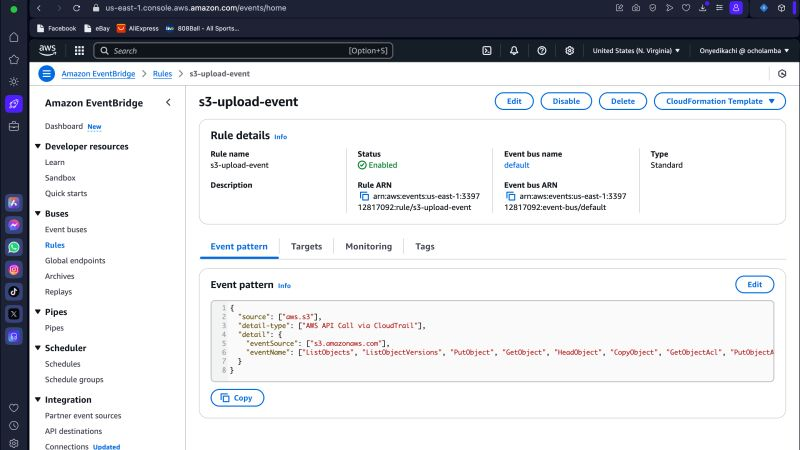 us-east-1.console.aws.amazon.com/events/home
Facebook
eBay
AliExpress
808Ball - All Sports...
aws
Search
[Option+S]
United States (N. Virginia)
Onyedikachi @ ocholamba
Amazon EventBridge
Rules
s3-upload-event
Amazon EventBridge
Dashboard New
Developer resources
Learn
Sandbox
Quick starts
Buses
Event buses
Rules
Global endpoints
Archives
Replays
Pipes
Pipes
Scheduler
Schedules
Schedule groups
Integration
Partner event sources
API destinations
Connections Updated
s3-upload-event
Edit
Disable
Delete
CloudFormation Template
Rule details Info
Rule name
s3-upload-event
Description
Status
Enabled
Rule ARN
arn:aws:events:us-east-1:3397
12817092:rule/s3-upload-event
Event bus name
default
Event bus ARN
arn:aws:events:us-east-1:3397
12817092:event-bus/default
Type
Standard
Event pattern
Targets
Monitoring
Tags
Event pattern Info
Edit
1 {
2 "source": ["aws.s3"],
3 "detail-type": ["AWS API Call via CloudTrail"],
4 "detail": {
5 "eventSource": ["s3.amazonaws.com"],
6 "eventName": ["ListObjects", "ListObjectVersions", "PutObject", "GetObject", "HeadObject", "CopyObject", "GetObjectAcl", "PutObjectA
7 }
8 }
Copy